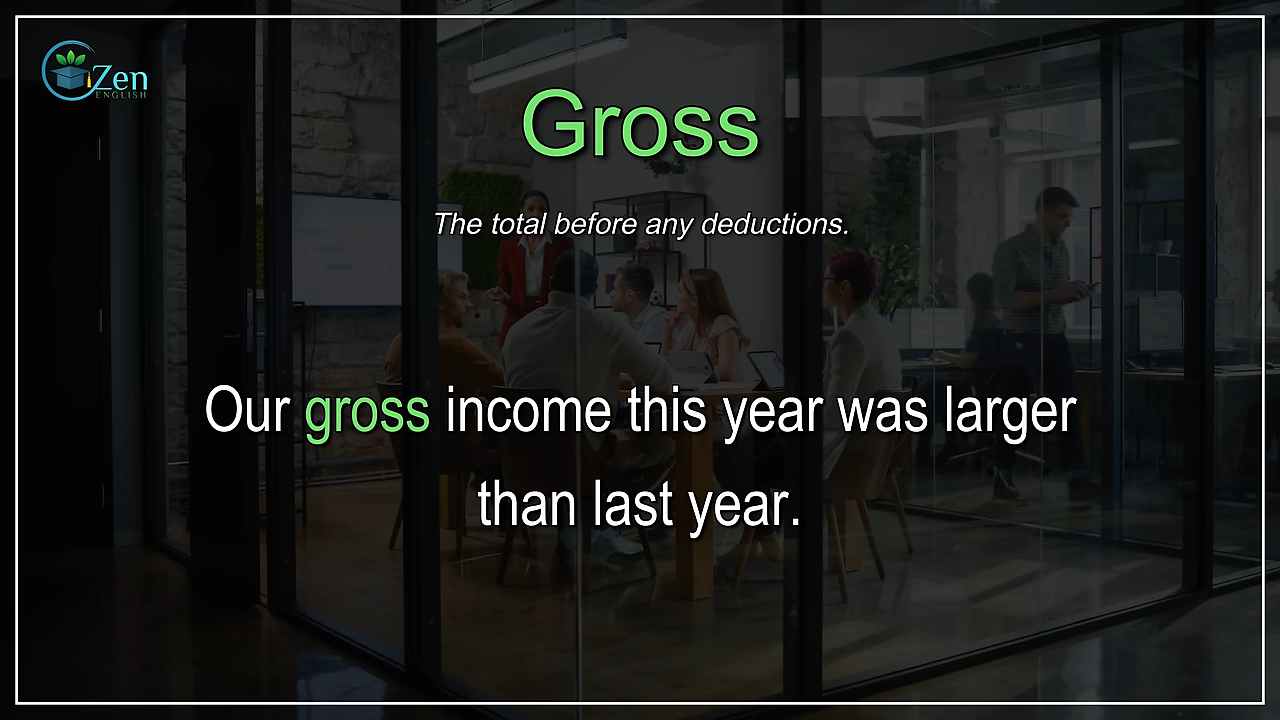 Zen
ENGLISH
Gross
The total before any deductions.
Our gross income this year was larger
than last year.